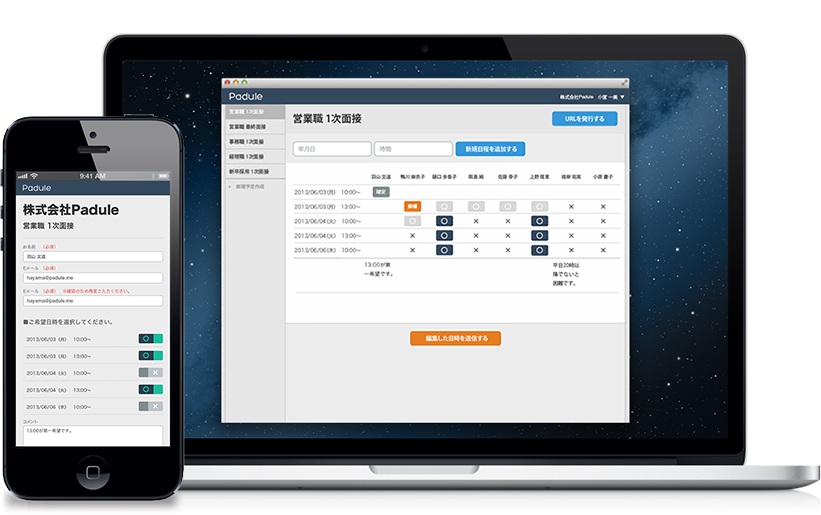 9:41 AM
Padule
株式会社Padule
営業職 1次面接
お名前 (必須)
羽山 文道
Eメール (必須)
hayama@padule.me
Eメール (必須) ※確認のため再度ご入力ください。
hayama@padule.me
■ご希望日時を選択してください。
2013/06/03 (月) 10:00〜
2013/06/03 (月) 13:00〜
2013/06/04 (火) 10:00〜
2013/06/04 (火) 13:00〜
2013/06/06 (木) 10:00〜
コメント
13:00が第一希望です。
Padule
株式会社Padule 小宮 一美 ▼
営業職 1次面接
営業職 最終面接
事務職 1次面接
経理職 1次面接
新卒採用 1次面接
+ 新規予定作成
営業職 1次面接
URLを発行する
年月日 時間 新規日程を追加する
羽山 文道 鴨川 麻衣子 樋口 多香子 佐藤 幸子 上野 小原 慶子
2013/06/03(月) 10:00〜 確定
2013/06/03(月) 13:00〜 候補 ○ ○ ○ ○ × ×
2013/06/04(火) 10:00〜 ○ ○ × × ○ × ×
2013/06/04(火) 13:00〜 × ○ × × ○ × ×
2013/06/06(木) 10:00〜 × ○ × × ○ × ×
13:00が第
一希望です。
平日20時以
降でないと
困難です。
編集した日時を送信する